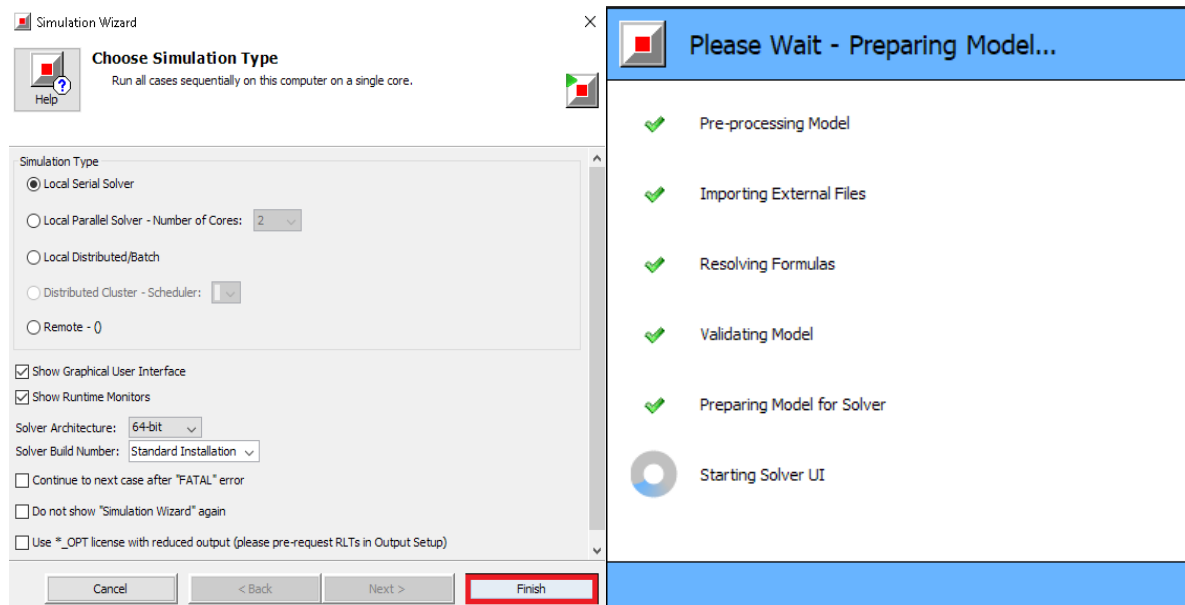 Simulation Wizard
Choose Simulation Type
Run all cases sequentially on this computer on a single core.
Help
Simulation Type
Local Serial Solver
Local Parallel Solver - Number of Cores: 2
Local Distributed/Batch
Distributed Cluster - Scheduler:
Remote - ()
Show Graphical User Interface
Show Runtime Monitors
Solver Architecture: 64-bit
Solver Build Number: Standard Installation
Continue to next case after "FATAL" error
Do not show "Simulation Wizard" again
Use *_OPT license with reduced output (please pre-request RLTs in Output Setup)
Cancel
< Back
Next >
Finish
Please Wait - Preparing Model...
Pre-processing Model
Importing External Files
Resolving Formulas
Validating Model
Preparing Model for Solver
Starting Solver UI